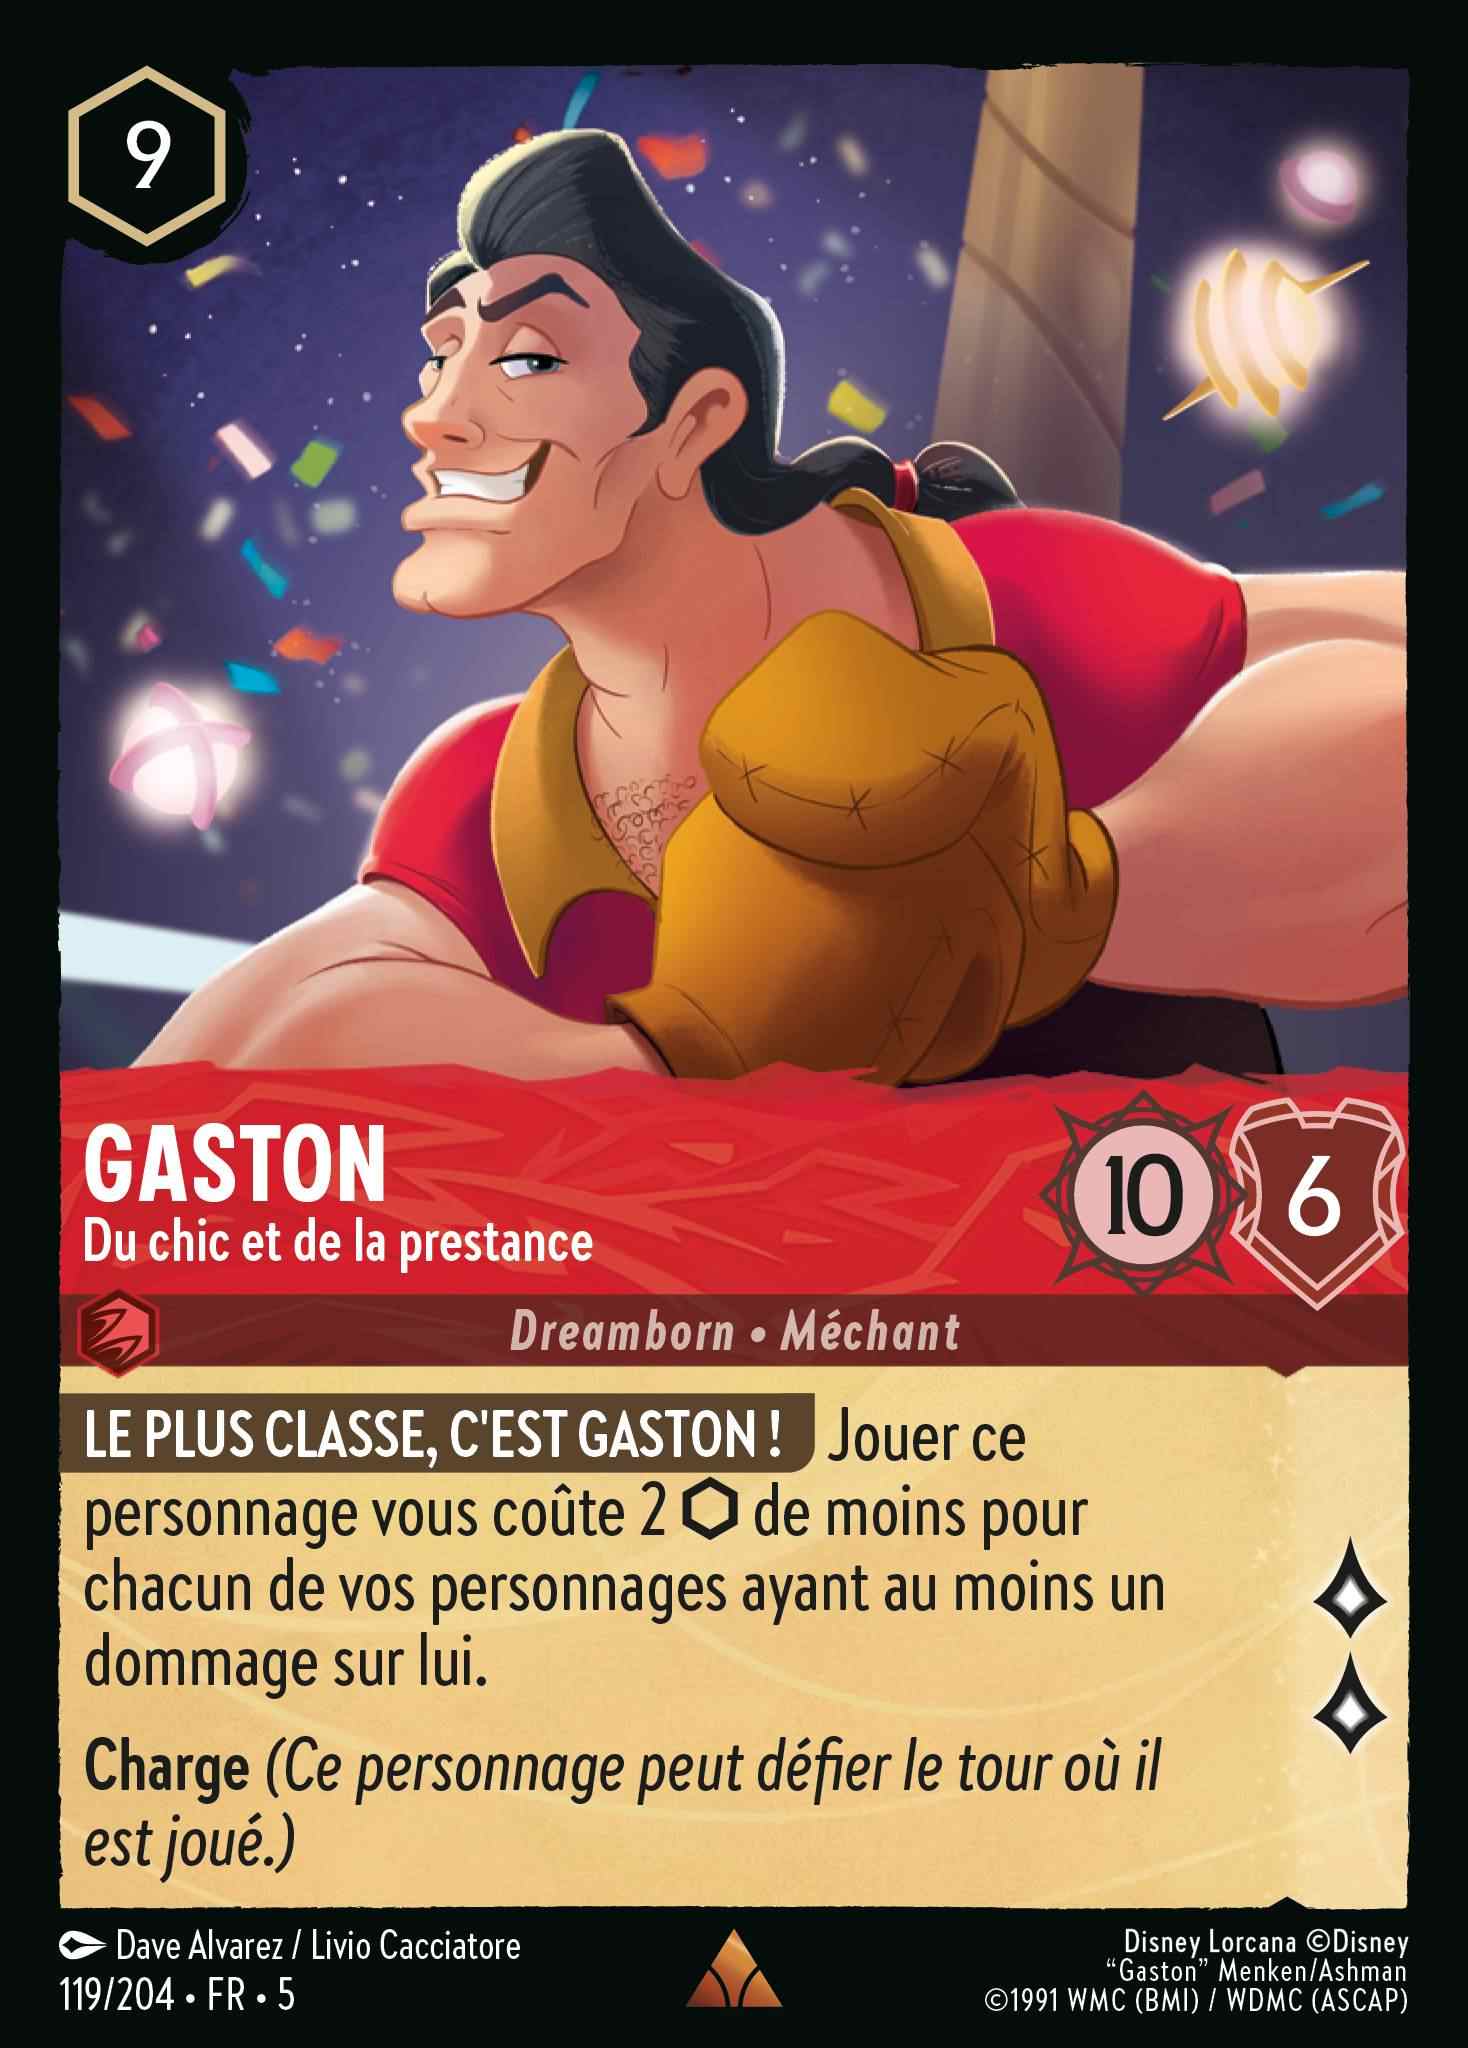 9
GASTON
Du chic et de la prestance
10 6
Dreamborn • Méchant
LE PLUS CLASSE, C'EST GASTON ! Jouer ce
personnage vous coûte 2 ⬡ de moins pour
chacun de vos personnages ayant au moins un
dommage sur lui.
Charge (Ce personnage peut défier le tour où il
est joué.)
Dave Alvarez / Livio Cacciatore
119/204 • FR • 5
Disney Lorcana ©Disney
“Gaston” Menken/Ashman
©1991 WMC (BMI) / WDMC (ASCAP)